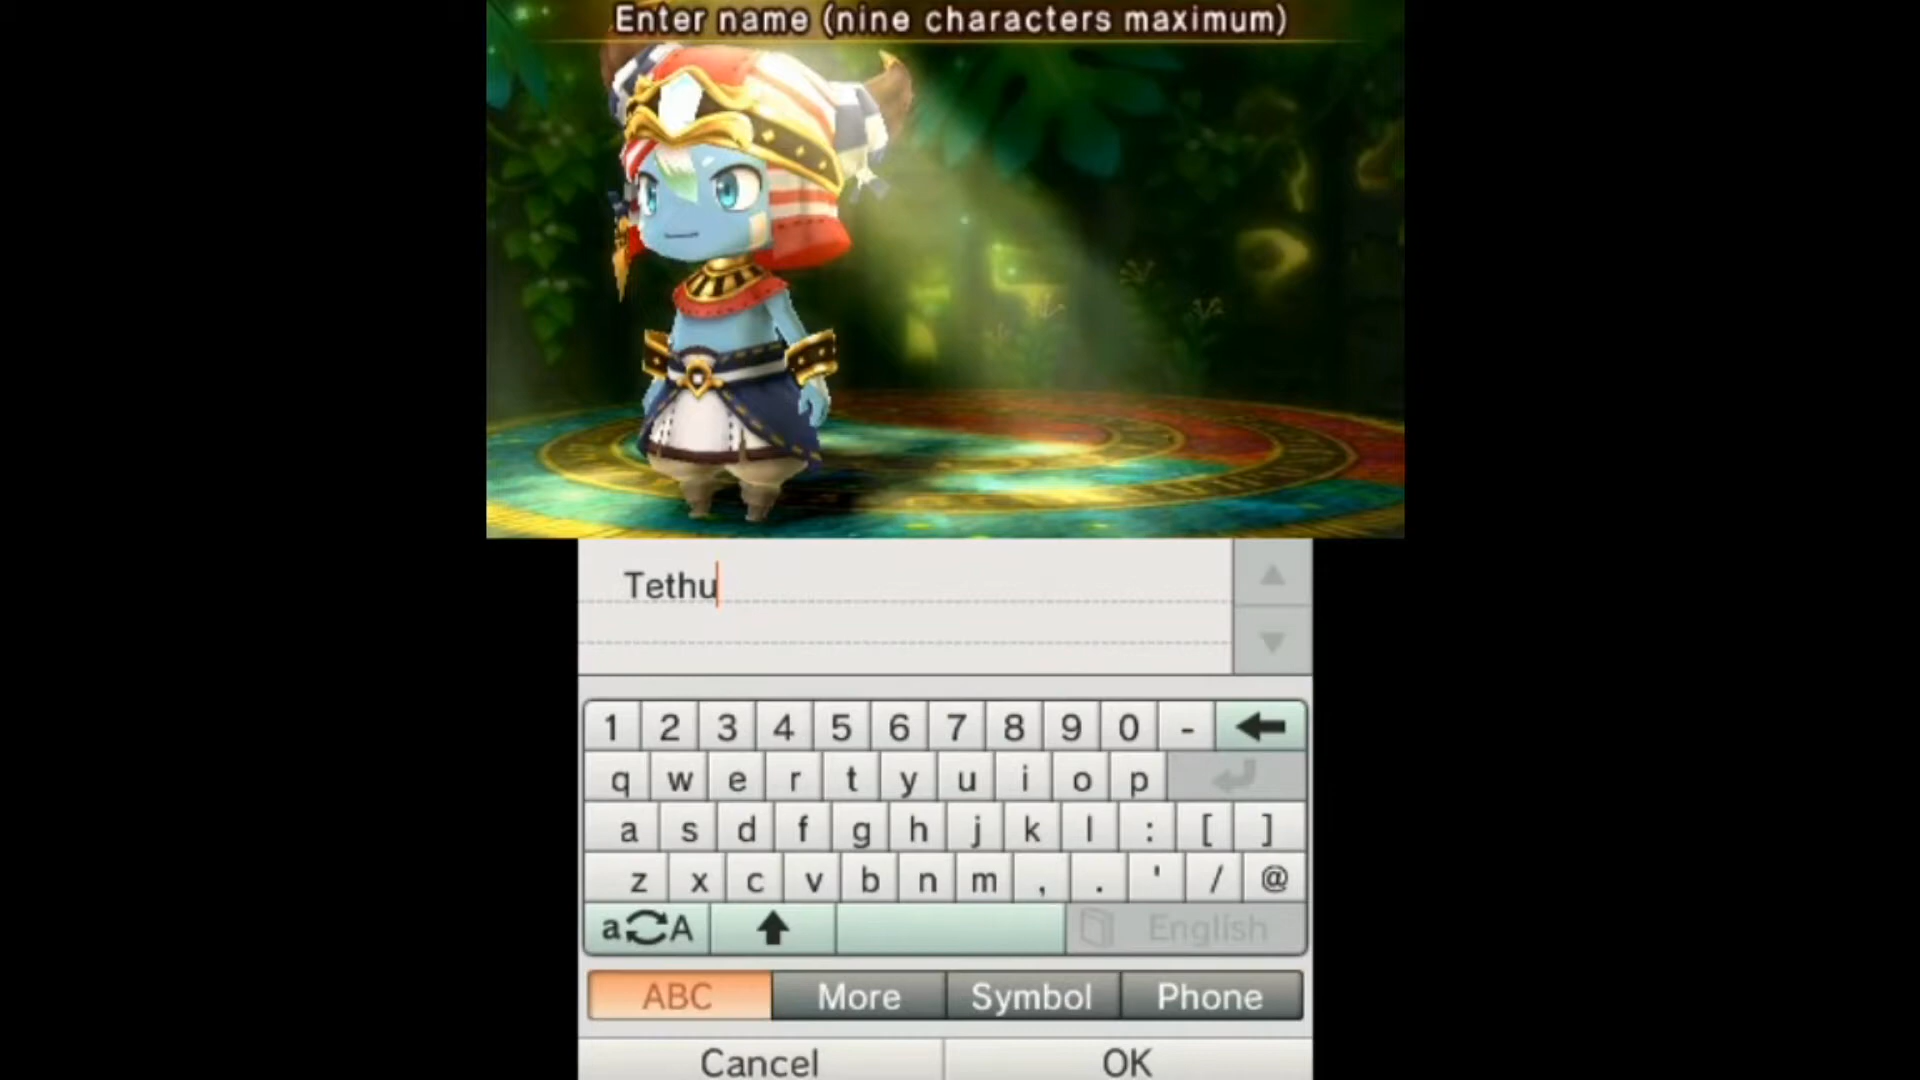 Enter name (nine characters maximum)
Tethu
1 2 3 4 5 6 7 8 9 0 -
q w e r t y u i o p
a s d f g h j k l : [ ]
z x c v b n m , . ' / @
a A English
ABC More Symbol Phone
Cancel OK